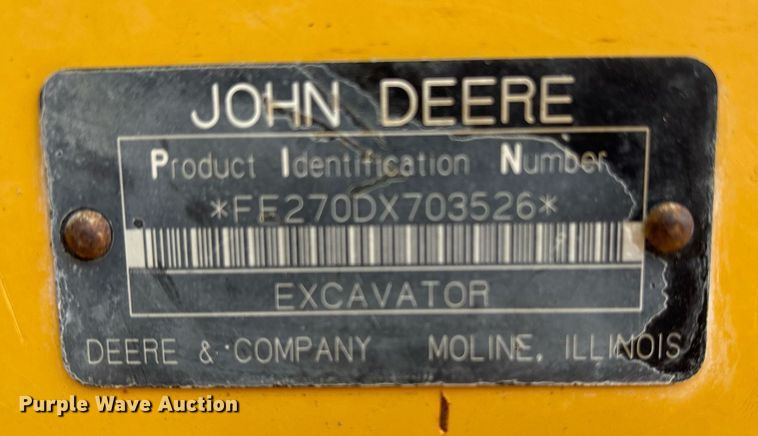 JOHN DEERE
Product Identification Number
*FF270DX703526*
EXCAVATOR
DEERE & COMPANY MOLINE, ILLINOIS
Purple Wave Auction